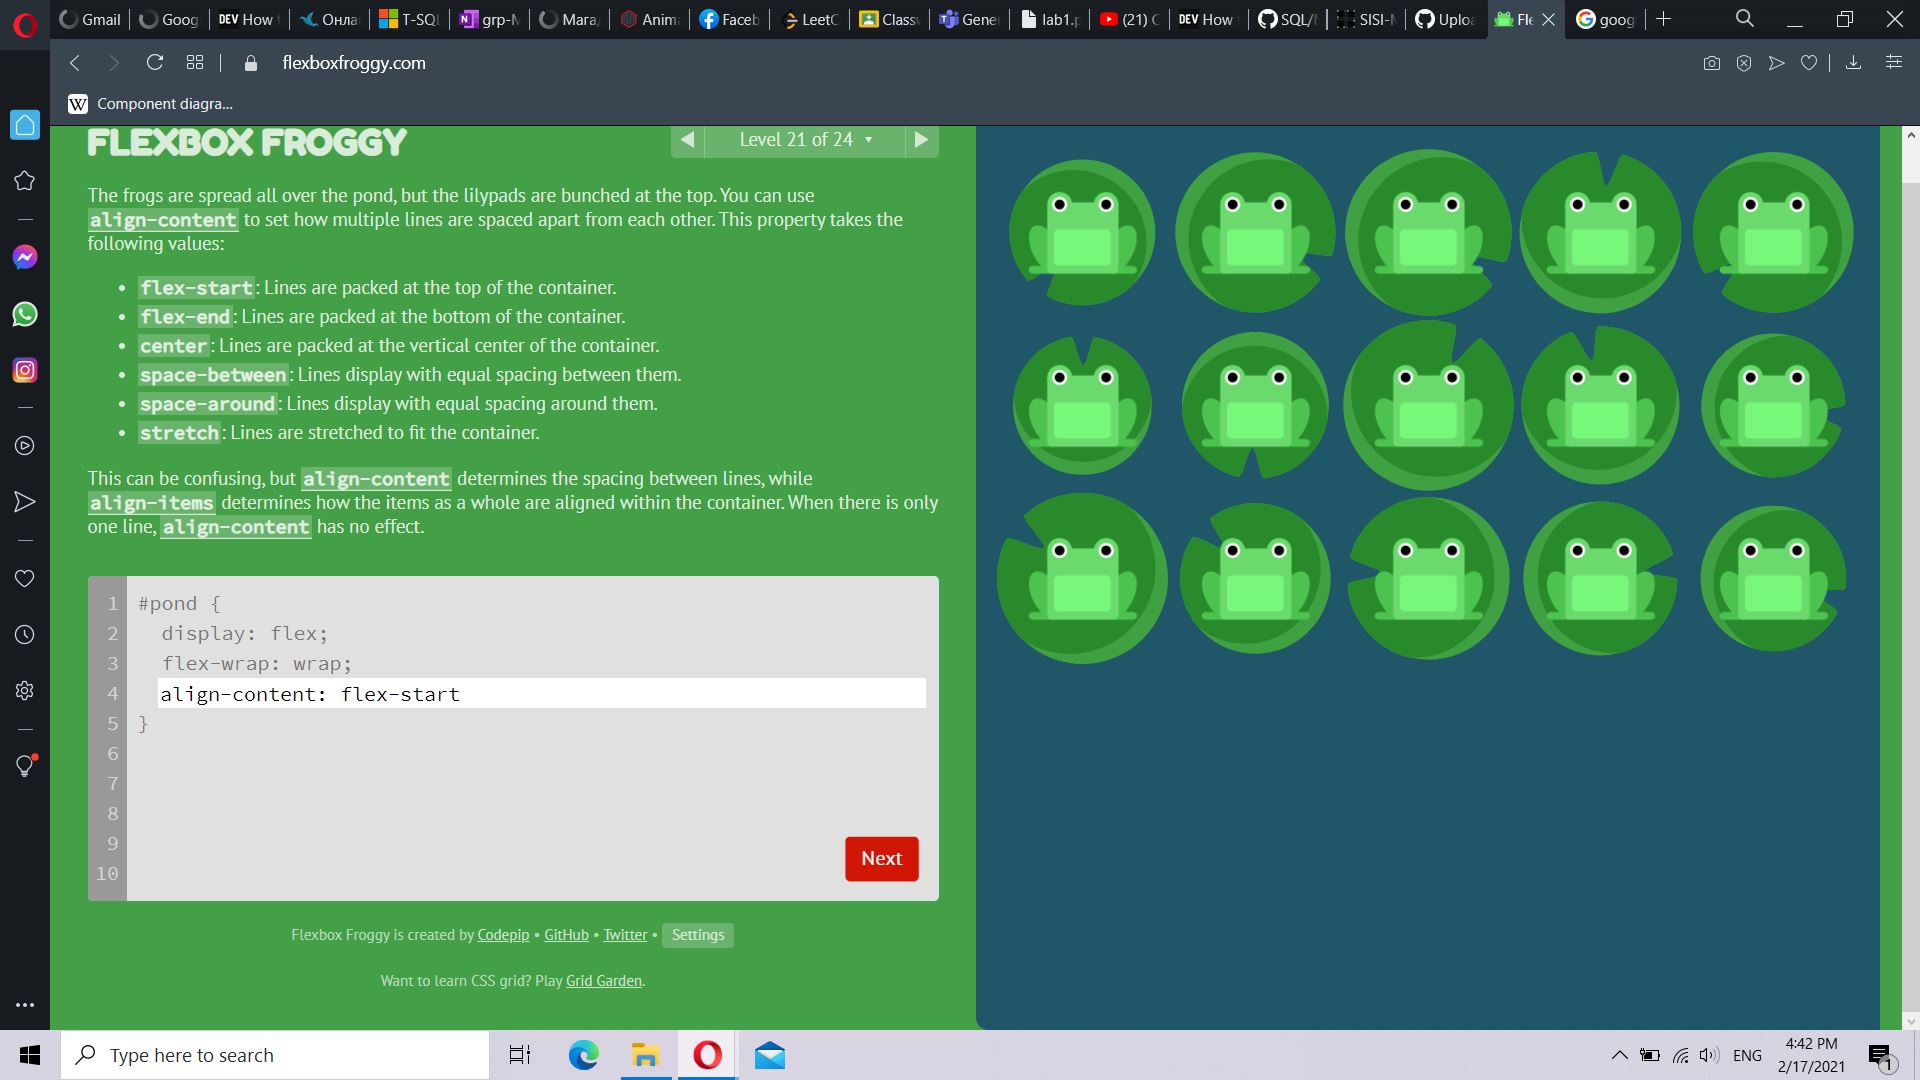 Gmail
Goog
DEV How
Онла
T-SQL
grp-M
Mara
Anim
Faceb
LeetC
Class
Gene
lab1.p
(21) C
DEV How
SQL/
SISI-
Uploa
Fle
goog
flexboxfroggy.com
W Component diagra...
FLEXBOX FROGGY
Level 21 of 24
The frogs are spread all over the pond, but the lilypads are bunched at the top. You can use
align-content to set how multiple lines are spaced apart from each other. This property takes the
following values:
• flex-start: Lines are packed at the top of the container.
• flex-end: Lines are packed at the bottom of the container.
• center: Lines are packed at the vertical center of the container.
• space-between: Lines display with equal spacing between them.
• space-around: Lines display with equal spacing around them.
• stretch: Lines are stretched to fit the container.
This can be confusing, but align-content determines the spacing between lines, while
align-items determines how the items as a whole are aligned within the container. When there is only
one line, align-content has no effect.
1 #pond {
2 display: flex;
3 flex-wrap: wrap;
4 align-content: flex-start
5 }
6
7
8
9
10
Next
Flexbox Froggy is created by Codepip • GitHub • Twitter • Settings
Want to learn CSS grid? Play Grid Garden.
Type here to search
ENG
4:42 PM
2/17/2021
1